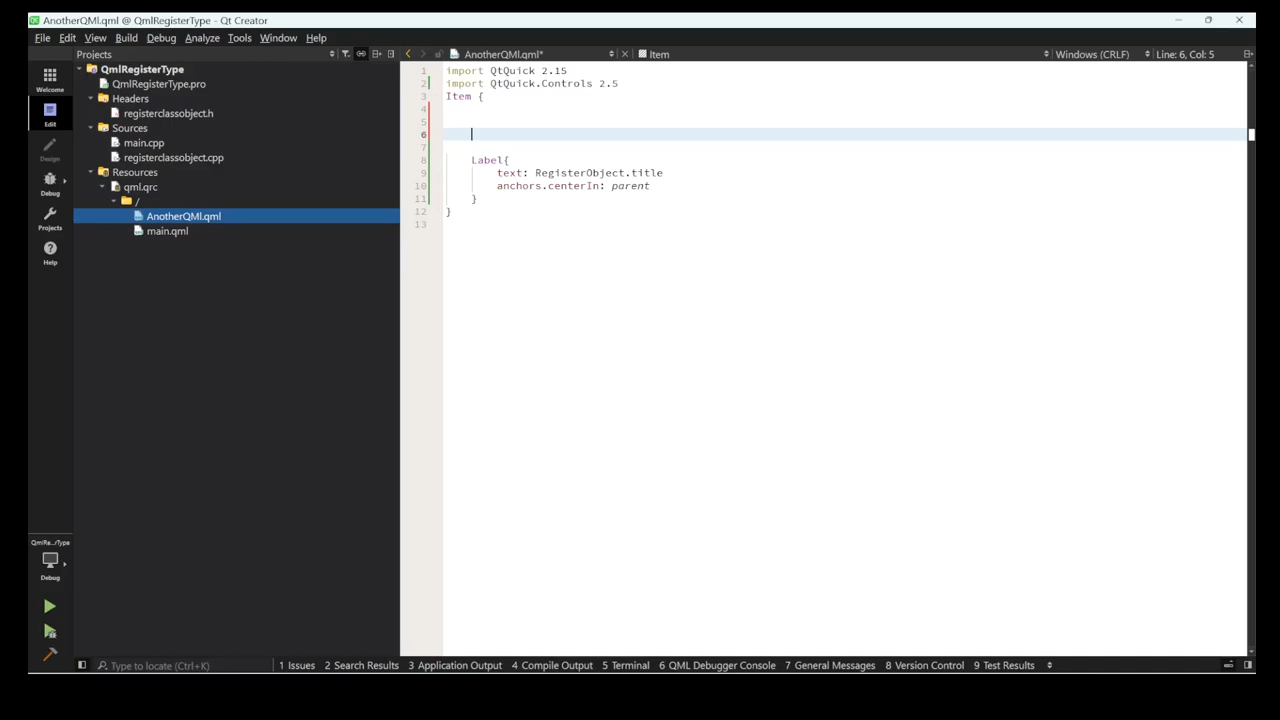 AnotherQMl.qml @ QmlRegisterType - Qt Creator
File Edit View Build Debug Analyze Tools Window Help
Projects
AnotherQMl.qml*
Item
Windows (CRLF)
Line: 6, Col: 5
Welcome
Edit
Design
Debug
Projects
Help
QmlRegisterType
QmlRegisterType.pro
Headers
registerclassobject.h
Sources
main.cpp
registerclassobject.cpp
Resources
qml.qrc
/
AnotherQMl.qml
main.qml
1 import QtQuick 2.15
2 import QtQuick.Controls 2.5
3 Item {
4
5
6
7
8 Label{
9 text: RegisterObject.title
10 anchors.centerIn: parent
11 }
12 }
13
QmlRe...rType
Debug
Type to locate (Ctrl+K)
1 Issues 2 Search Results 3 Application Output 4 Compile Output 5 Terminal 6 QML Debugger Console 7 General Messages 8 Version Control 9 Test Results